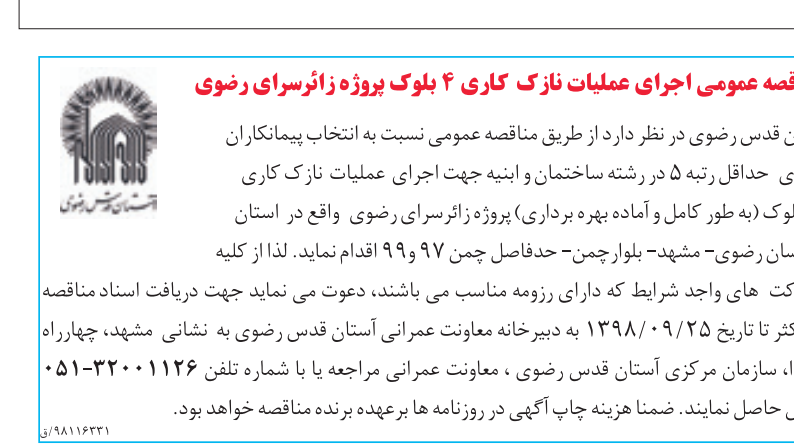 قصه عمومی اجرای عملیات نازک کاری ۴ بلوک پروژه زائرسرای رضوی
ن قدس رضوی در نظر دارد از طریق مناقصه عمومی نسبت به انتخاب پیمانکاران
ی حداقل رتبه ۵ در رشته ساختمان و ابنیه جهت اجرای عملیات نازک کاری
لوک (به طور کامل و آماده بهره برداری) پروژه زائرسرای رضوی واقع در استان
سان رضوی- مشهد- بلوار چمن- حدفاصل چمن ۹۷ و ۹۹ اقدام نماید. لذا از کلیه
کت های واجد شرایط که دارای رزومه مناسب می باشند، دعوت می نماید جهت دریافت اسناد مناقصه
کثر تا تاریخ ۱۳۹۸/۰۹/۲۵ به دبیرخانه معاونت عمرانی آستان قدس رضوی به نشانی مشهد، چهارراه
ا، سازمان مرکزی آستان قدس رضوی ، معاونت عمرانی مراجعه یا با شماره تلفن ۳۲۰۰۱۱۲۶-۰۵۱
ل حاصل نمایند. ضمنا هزینه چاپ آگهی در روزنامه ها برعهده برنده مناقصه خواهد بود.
آستان قدس رضوی
۹۸۱۱۶۳۳۱/ق